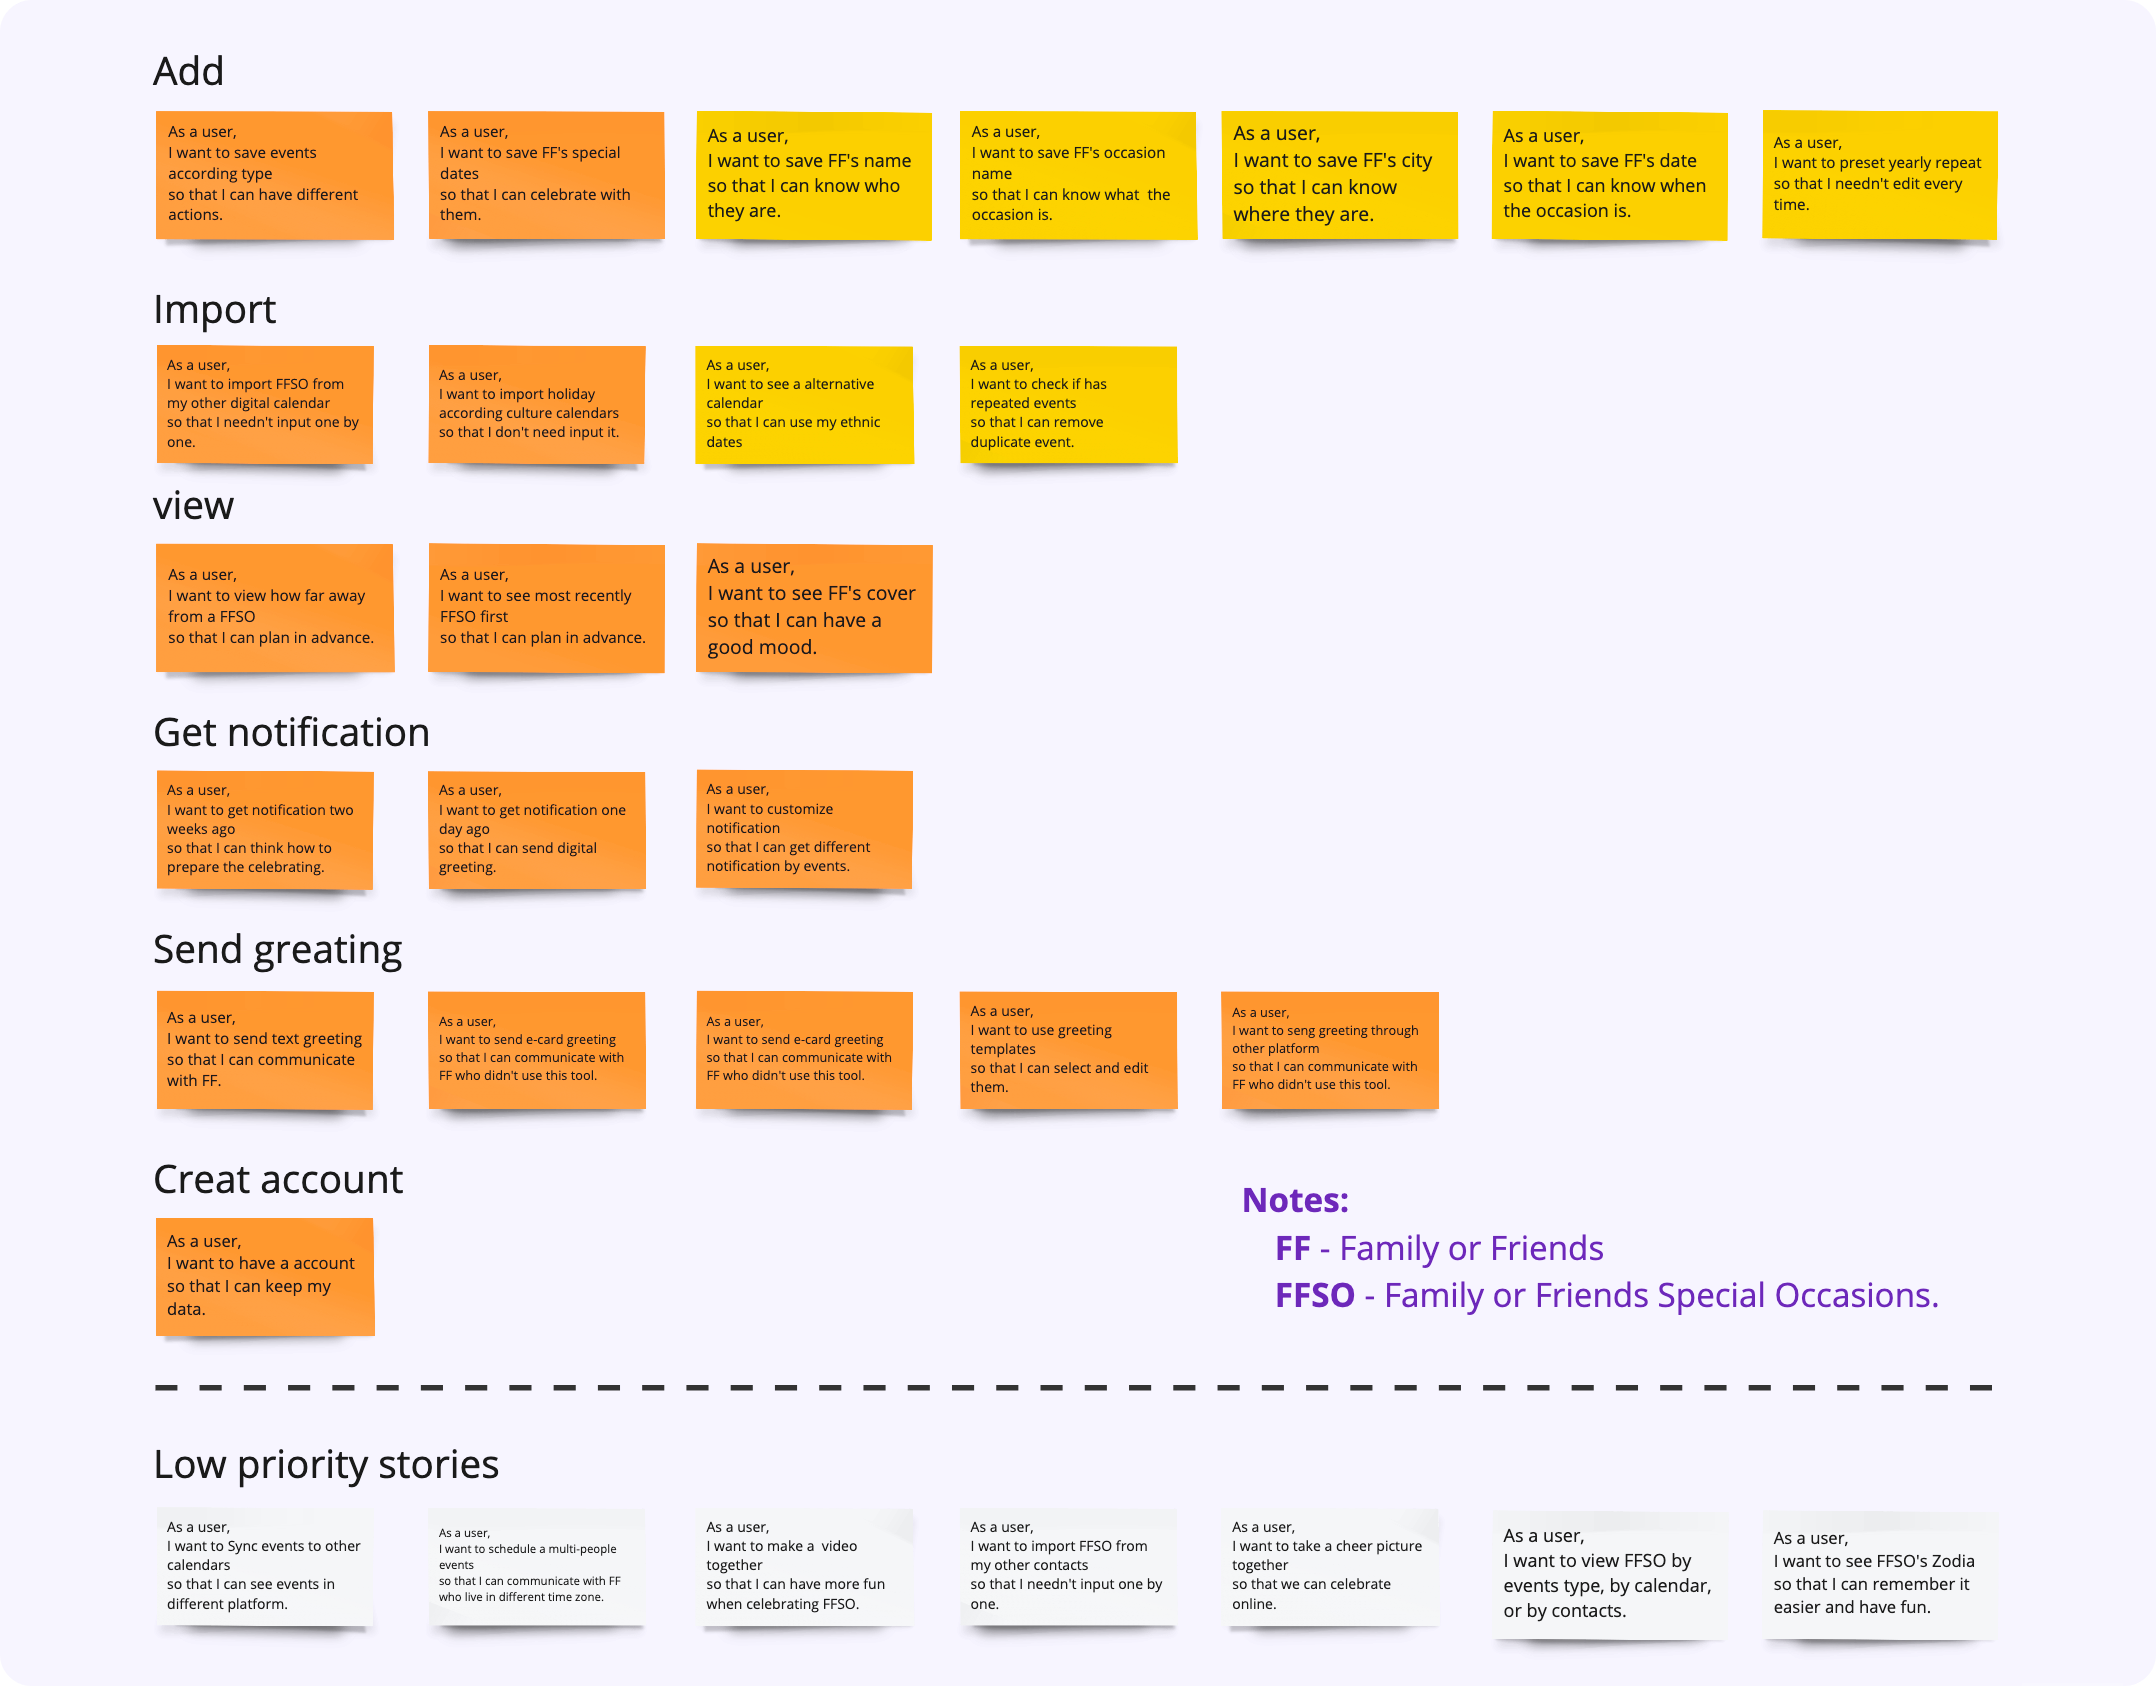 Add
As a user,
I want to save events
according type
so that I can have different
actions.
As a user,
I want to save FF's special
dates
so that I can celebrate with
them.
As a user,
I want to save FF's name
so that I can know who
they are.
As a user,
I want to save FF's occasion
name
so that I can know what  the
occasion is.
As a user,
I want to save FF's city
so that I can know
where they are.
As a user,
I want to save FF's date
so that I can know when
the occasion is.
As a user,
I want to preset yearly repeat
so that I needn't edit every
time.
Import
As a user,
I want to import FFSO from
my other digital calendar
so that I needn't input one by
one.
As a user,
I want to import holiday
according culture calendars
so that I don't need input it.
As a user,
I want to see a alternative
calendar
so that I can use my ethnic
dates
As a user,
I want to check if has
repeated events
so that I can remove
duplicate event.
view
As a user,
I want to view how far away
from a FFSO
so that I can plan in advance.
As a user,
I want to see most recently
FFSO first
so that I can plan in advance.
As a user,
I want to see FF's cover
so that I can have a
good mood.
Get notification
As a user,
I want to get notification two
weeks ago
so that I can think how to
prepare the celebrating.
As a user,
I want to get notification one
day ago
so that I can send digital
greeting.
As a user,
I want to customize
notification
so that I can get different
notification by events.
Send greating
As a user,
I want to send text greeting
so that I can communicate
with FF.
As a user,
I want to send e-card greeting
so that I can communicate with
FF who didn't use this tool.
As a user,
I want to send e-card greeting
so that I can communicate with
FF who didn't use this tool.
As a user,
I want to use greeting
templates
so that I can select and edit
them.
As a user,
I want to seng greeting through
other platform
so that I can communicate with
FF who didn't use this tool.
Creat account
As a user,
I want to have a account
so that I can keep my
data.
Notes:
FF - Family or Friends
FFSO - Family or Friends Special Occasions.
Low priority stories
As a user,
I want to Sync events to other
calendars
so that I can see events in
different platform.
As a user,
I want to schedule a multi-people
events
so that I can communicate with FF
who live in different time zone.
As a user,
I want to make a  video
together
so that I can have more fun
when celebrating FFSO.
As a user,
I want to import FFSO from
my other contacts
so that I needn't input one by
one.
As a user,
I want to take a cheer picture
together
so that we can celebrate
online.
As a user,
I want to view FFSO by
events type, by calendar,
or by contacts.
As a user,
I want to see FFSO's Zodia
so that I can remember it
easier and have fun.